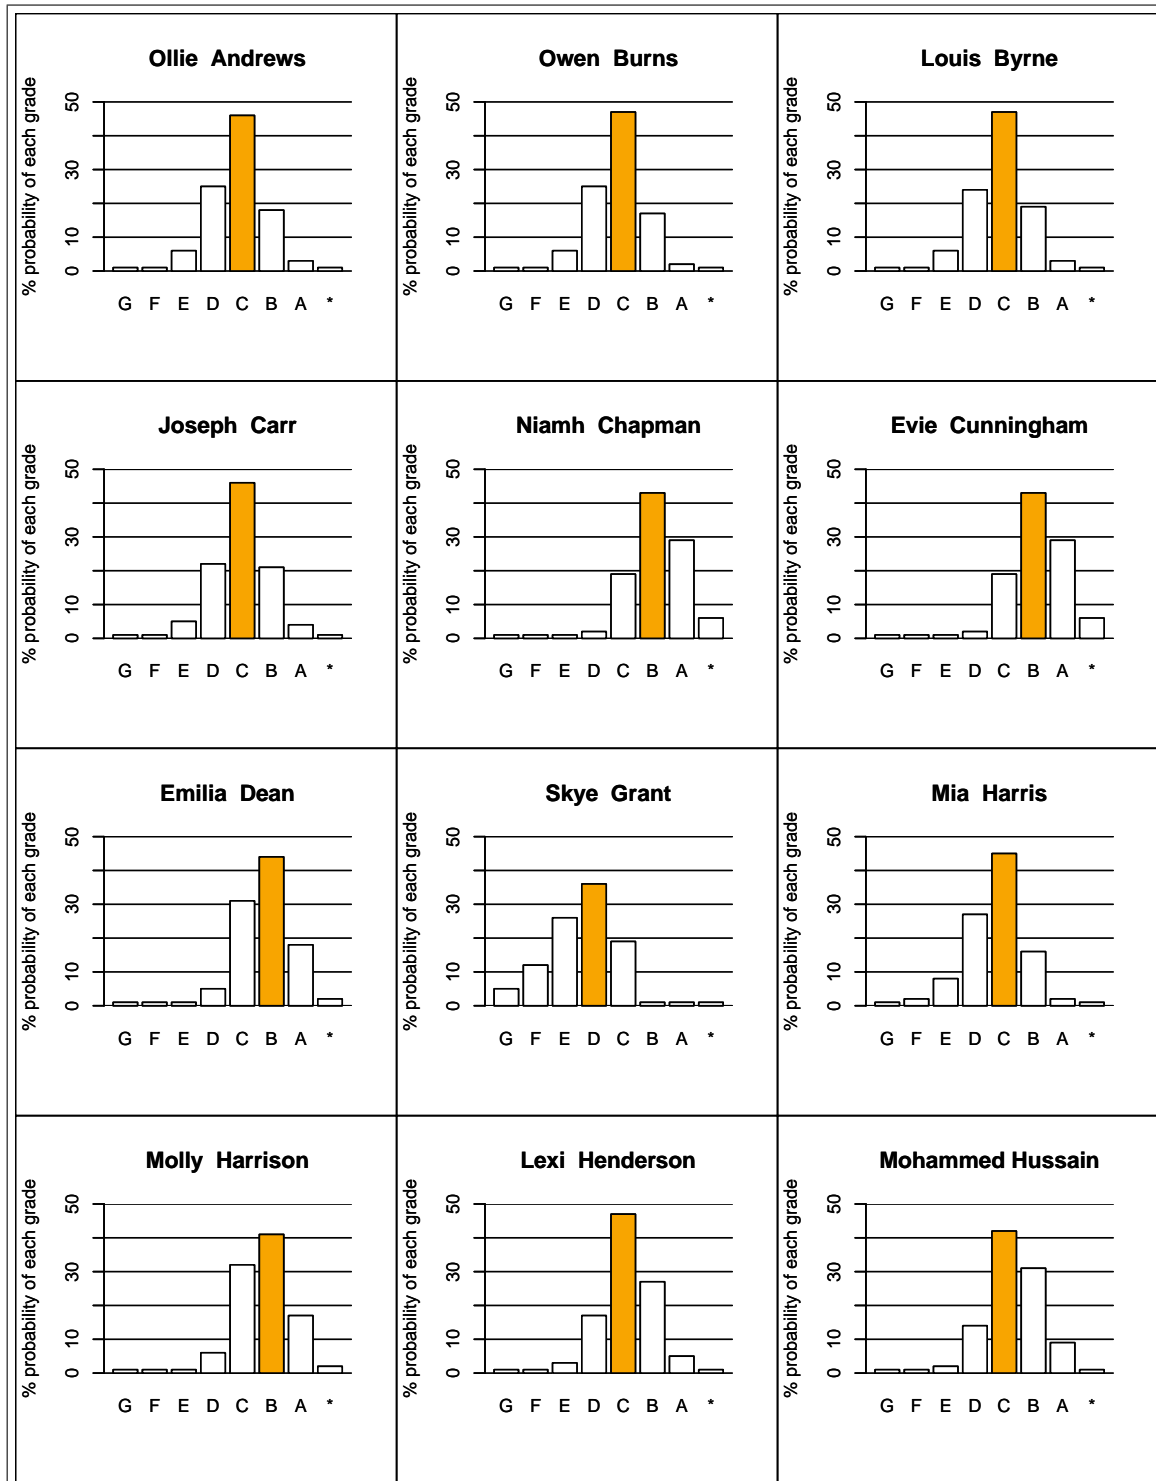 Ollie Andrews
% probability of each grade
50
30
10
0
G F E D C B A *
Owen Burns
% probability of each grade
50
30
10
0
G F E D C B A *
Louis Byrne
% probability of each grade
50
30
10
0
G F E D C B A *
Joseph Carr
% probability of each grade
50
30
10
0
G F E D C B A *
Niamh Chapman
% probability of each grade
50
30
10
0
G F E D C B A *
Evie Cunningham
% probability of each grade
50
30
10
0
G F E D C B A *
Emilia Dean
% probability of each grade
50
30
10
0
G F E D C B A *
Skye Grant
% probability of each grade
50
30
10
0
G F E D C B A *
Mia Harris
% probability of each grade
50
30
10
0
G F E D C B A *
Molly Harrison
% probability of each grade
50
30
10
0
G F E D C B A *
Lexi Henderson
% probability of each grade
50
30
10
0
G F E D C B A *
Mohammed Hussain
% probability of each grade
50
30
10
0
G F E D C B A *